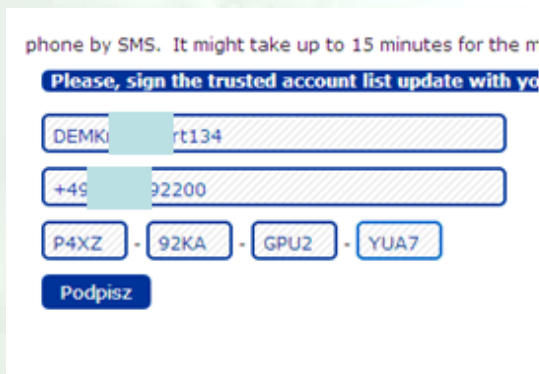 phone by SMS. It might take up to 15 minutes for the m
Please, sign the trusted account list update with yo
DEMK rt134
+49 92200
P4XZ - 92KA - GPU2 - YUA7
Podpisz